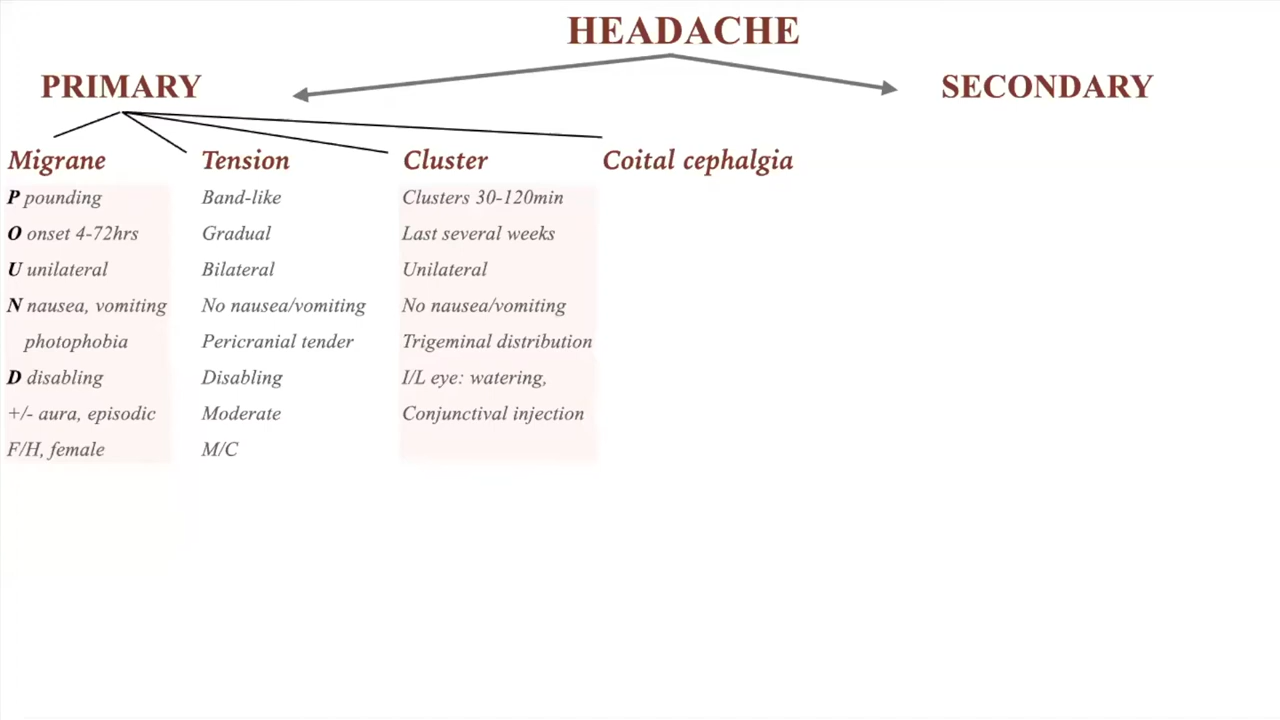 HEADACHE
PRIMARY
SECONDARY
Migrane
P pounding
O onset 4-72hrs
U unilateral
N nausea, vomiting
photophobia
D disabling
+/- aura, episodic
F/H, female
Tension
Band-like
Gradual
Bilateral
No nausea/vomiting
Pericranial tender
Disabling
Moderate
M/C
Cluster
Clusters 30-120min
Last several weeks
Unilateral
No nausea/vomiting
Trigeminal distribution
I/L eye: watering,
Conjunctival injection
Coital cephalgia